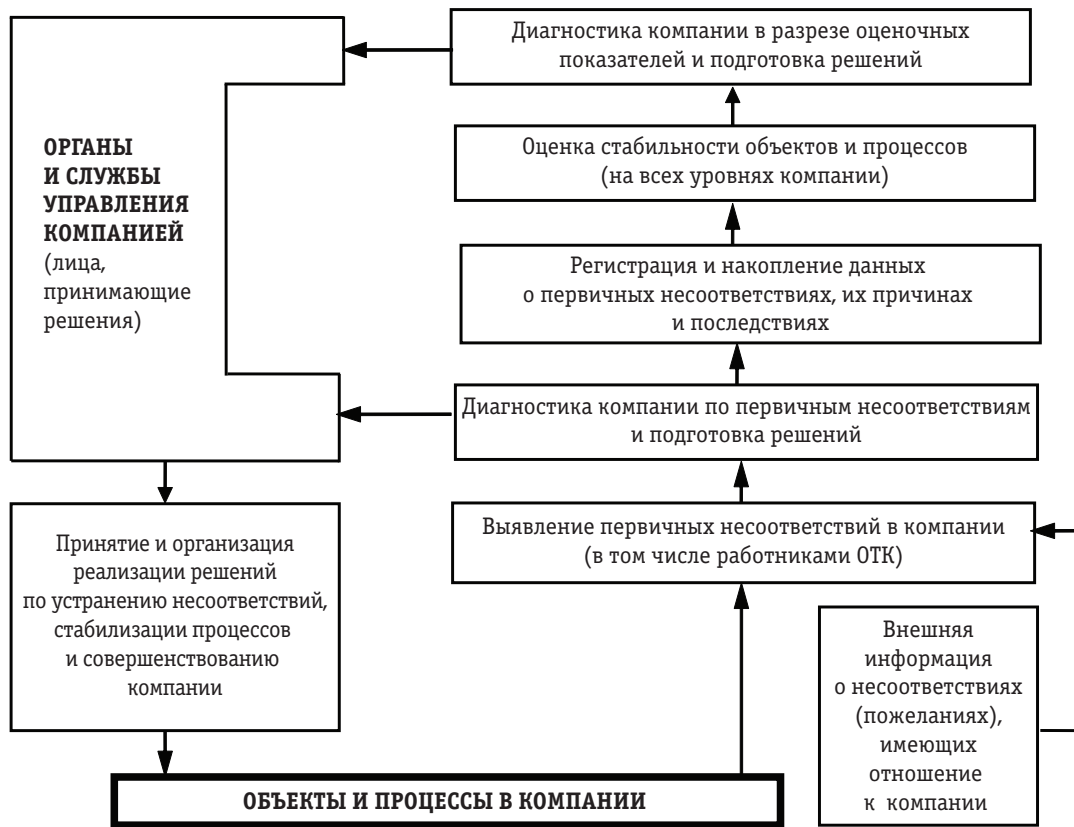 Диагностика компании в разрезе оценочных
показателей и подготовка решений
ОРГАНЫ
И СЛУЖБЫ
УПРАВЛЕНИЯ
КОМПАНИЕЙ
(лица,
принимающие
решения)
Оценка стабильности объектов и процессов
(на всех уровнях компании)
Регистрация и накопление данных
о первичных несоответствиях, их причинах
и последствиях
Диагностика компании по первичным несоответствиям
и подготовка решений
Выявление первичных несоответствий в компании
(в том числе работниками ОТК)
Принятие и организация
реализации решений
по устранению несоответствий,
стабилизации процессов
и совершенствованию
компании
Внешняя
информация
о несоответствиях
(пожеланиях),
имеющих
отношение
к компании
ОБЪЕКТЫ И ПРОЦЕССЫ В КОМПАНИИ